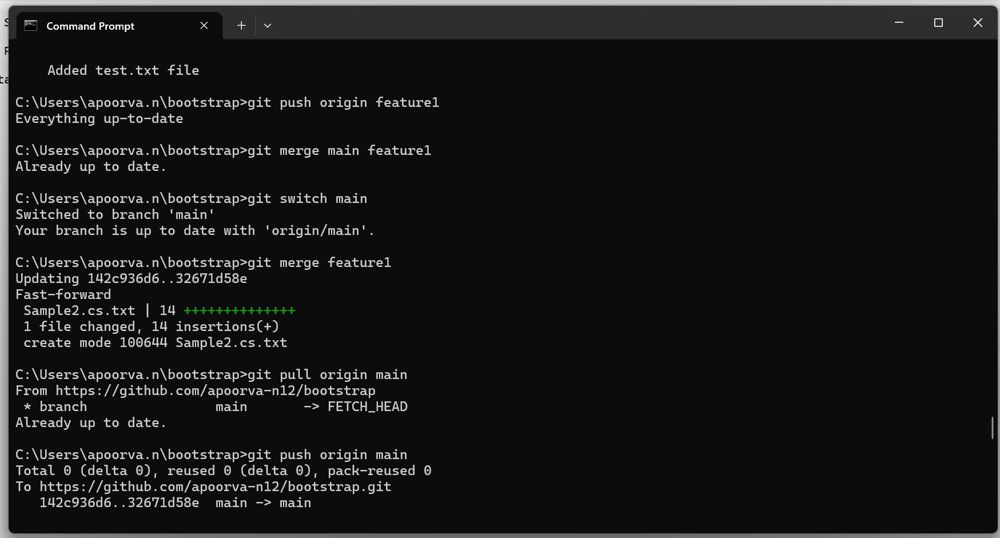 Command Prompt
Added test.txt file
C:\Users\apoorva.n\bootstrap>git push origin feature1
Everything up-to-date
C:\Users\apoorva.n\bootstrap>git merge main feature1
Already up to date.
C:\Users\apoorva.n\bootstrap>git switch main
Switched to branch 'main'
Your branch is up to date with 'origin/main'.
C:\Users\apoorva.n\bootstrap>git merge feature1
Updating 142c936d6..32671d58e
Fast-forward
 Sample2.cs.txt | 14 ++++++++++++++
 1 file changed, 14 insertions(+)
 create mode 100644 Sample2.cs.txt
C:\Users\apoorva.n\bootstrap>git pull origin main
From https://github.com/apoorva-n12/bootstrap
 * branch                main       -> FETCH_HEAD
Already up to date.
C:\Users\apoorva.n\bootstrap>git push origin main
Total 0 (delta 0), reused 0 (delta 0), pack-reused 0
To https://github.com/apoorva-n12/bootstrap.git
   142c936d6..32671d58e  main -> main